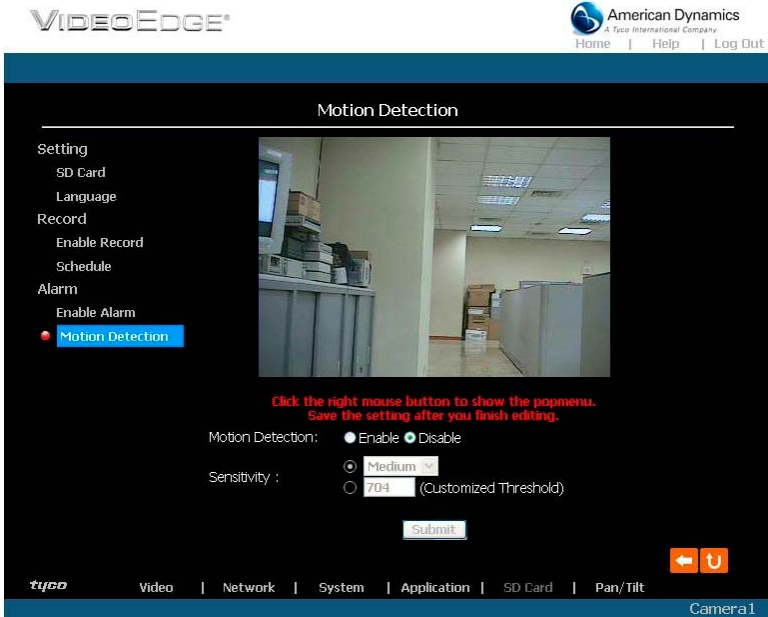 VIDEOEDGE®
American Dynamics
A Tyco International Company
Home | Help | Log Out
Motion Detection
Setting
SD Card
Language
Record
Enable Record
Schedule
Alarm
Enable Alarm
Motion Detection
Click the right mouse button to show the popmenu.
Save the setting after you finish editing.
Motion Detection: Enable Disable
Sensitivity :
Medium
704 (Customized Threshold)
Submit
tyco Video | Network | System | Application | SD Card | Pan/Tilt
Camera1